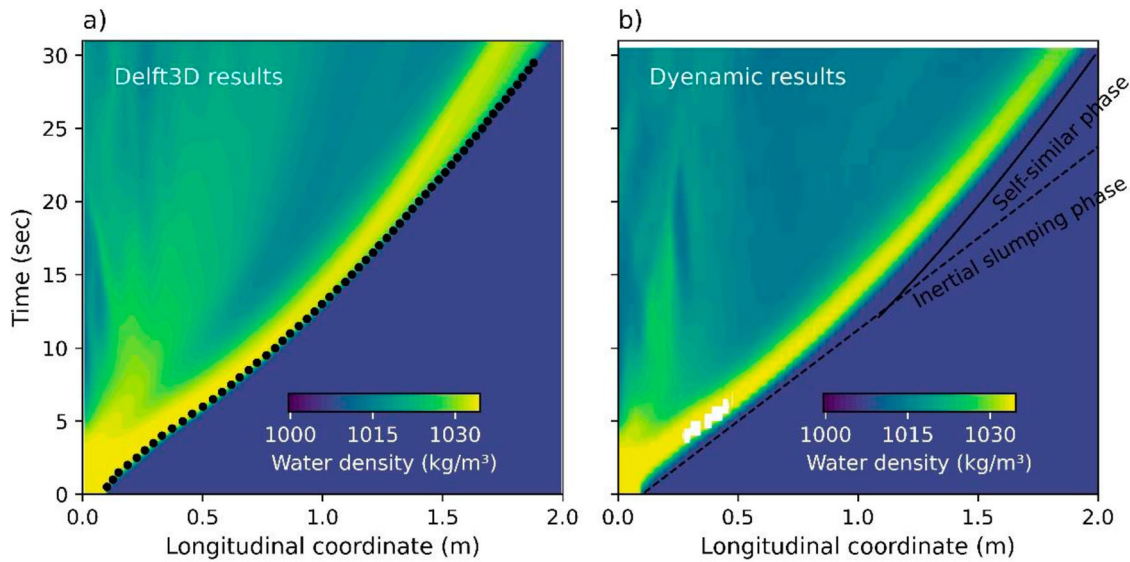 a)
b)
30
25
20
15
10
5
0
Time (sec)
Delft3D results
1000 1015 1030
Water density (kg/m³)
0.0 0.5 1.0 1.5 2.0
Longitudinal coordinate (m)
Dyenamic results
Self-similar phase
Inertial slumping phase
1000 1015 1030
Water density (kg/m³)
0.0 0.5 1.0 1.5 2.0
Longitudinal coordinate (m)